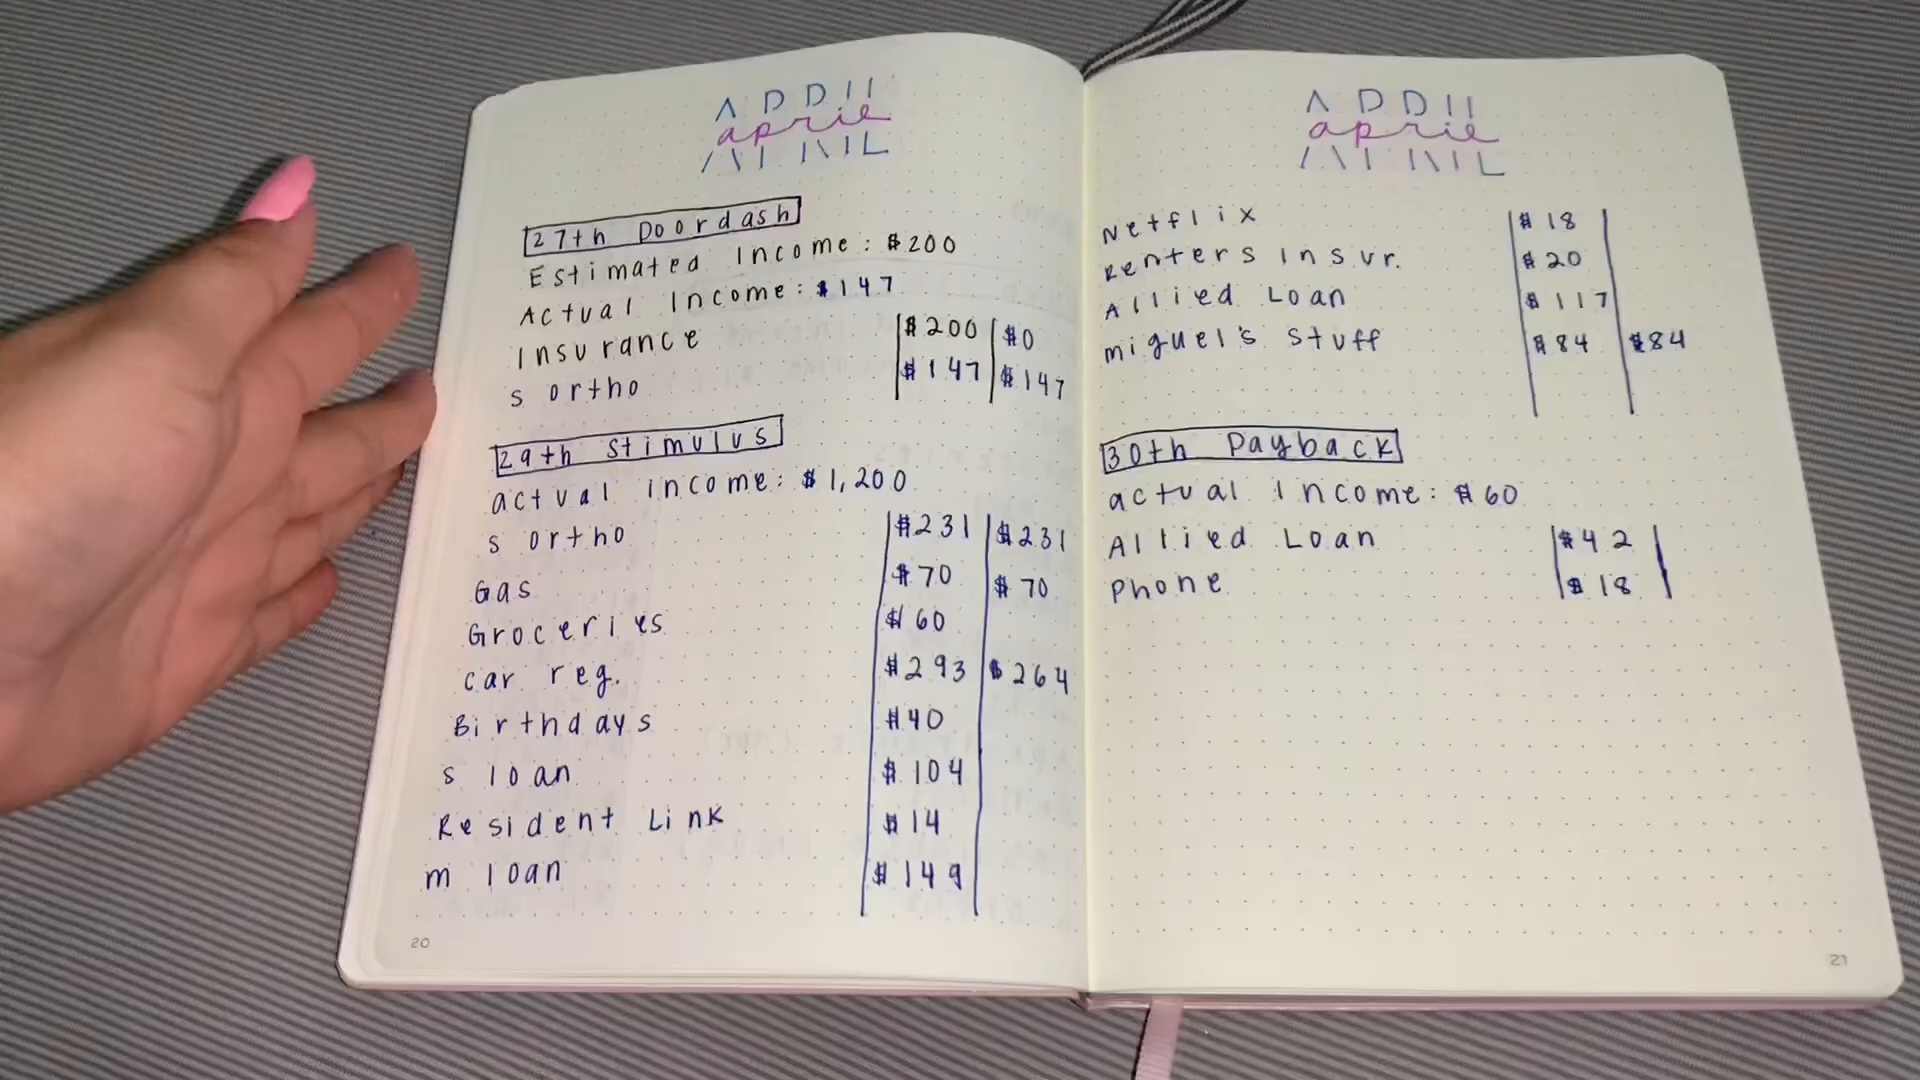 april
27th Doordash
Estimated Income: $200
Actual Income: $147
Insurance $200 $0
S ortho $147 $147
29th Stimulus
actual income: $1,200
S ortho $231 $231
Gas $70 $70
Groceries $60
car reg. $293 $264
Birthdays $40
S loan $104
Resident Link $14
m loan $149
20
april
Netflix $18
Renters Insur. $20
Allied Loan $117
miguel's stuff $84 $84
30th Payback
actual income: $60
Allied Loan $42
Phone $18
21